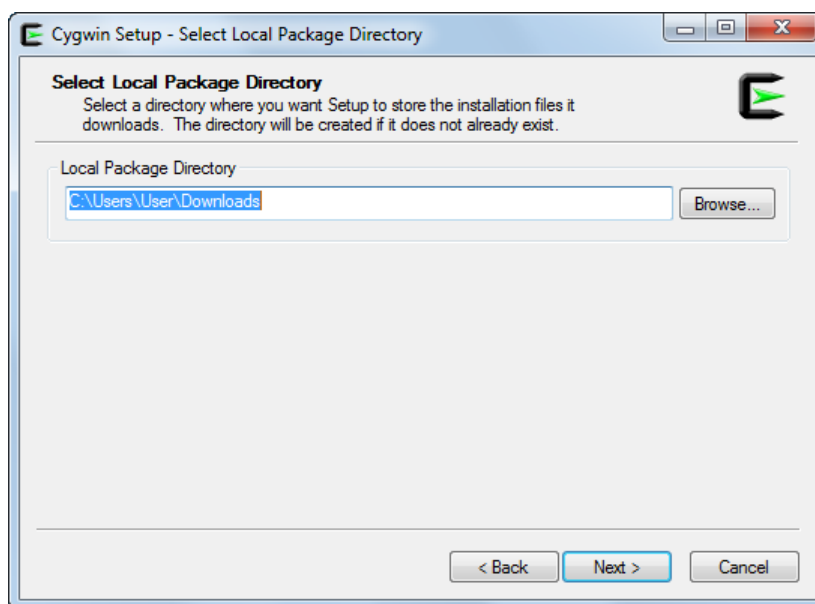 Cygwin Setup - Select Local Package Directory
Select Local Package Directory
Select a directory where you want Setup to store the installation files it
downloads.  The directory will be created if it does not already exist.
Local Package Directory
C:\Users\User\Downloads
Browse...
< Back
Next >
Cancel